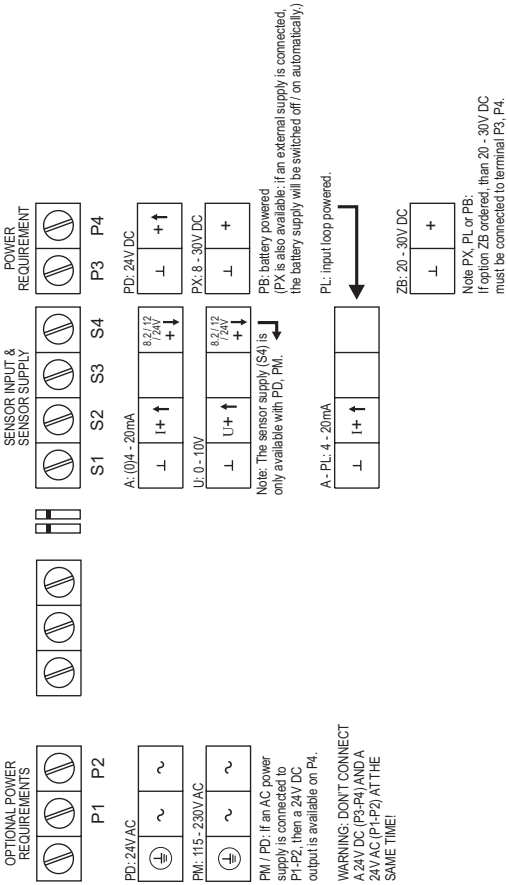 OPTIONAL POWER
REQUIREMENTS
P1 P2
PD: 24V AC
~ ~
PM: 115 - 230V AC
~ ~
PM / PD: If an AC power
supply is connected to
P1-P2, then a 24V DC
output is available on P4.
WARNING: DON'T CONNECT
A 24V DC (P3-P4) AND A
24V AC (P1-P2) AT THE
SAME TIME!
SENSOR INPUT &
SENSOR SUPPLY
S1 S2 S3 S4
A: (0)4 - 20mA
⊥ I+ 8.2 / 12
/ 24V
+
U: 0 - 10V
⊥ U+ 8.2 / 12
/ 24V
+
Note: The sensor supply (S4) is
only available with PD, PM.
A - PL: 4 - 20mA
⊥ I+
POWER
REQUIREMENT
P3 P4
PD: 24V DC
⊥ +
PX: 8 - 30V DC
⊥ +
PB: battery powered
(PX is also available: if an external supply is connected,
the battery supply will be switched off / on automatically.)
PL: input loop powered.
ZB: 20 - 30V DC
⊥ +
Note PX, PL or PB:
If option ZB ordered, than 20 - 30V DC
must be connected to terminal P3, P4.